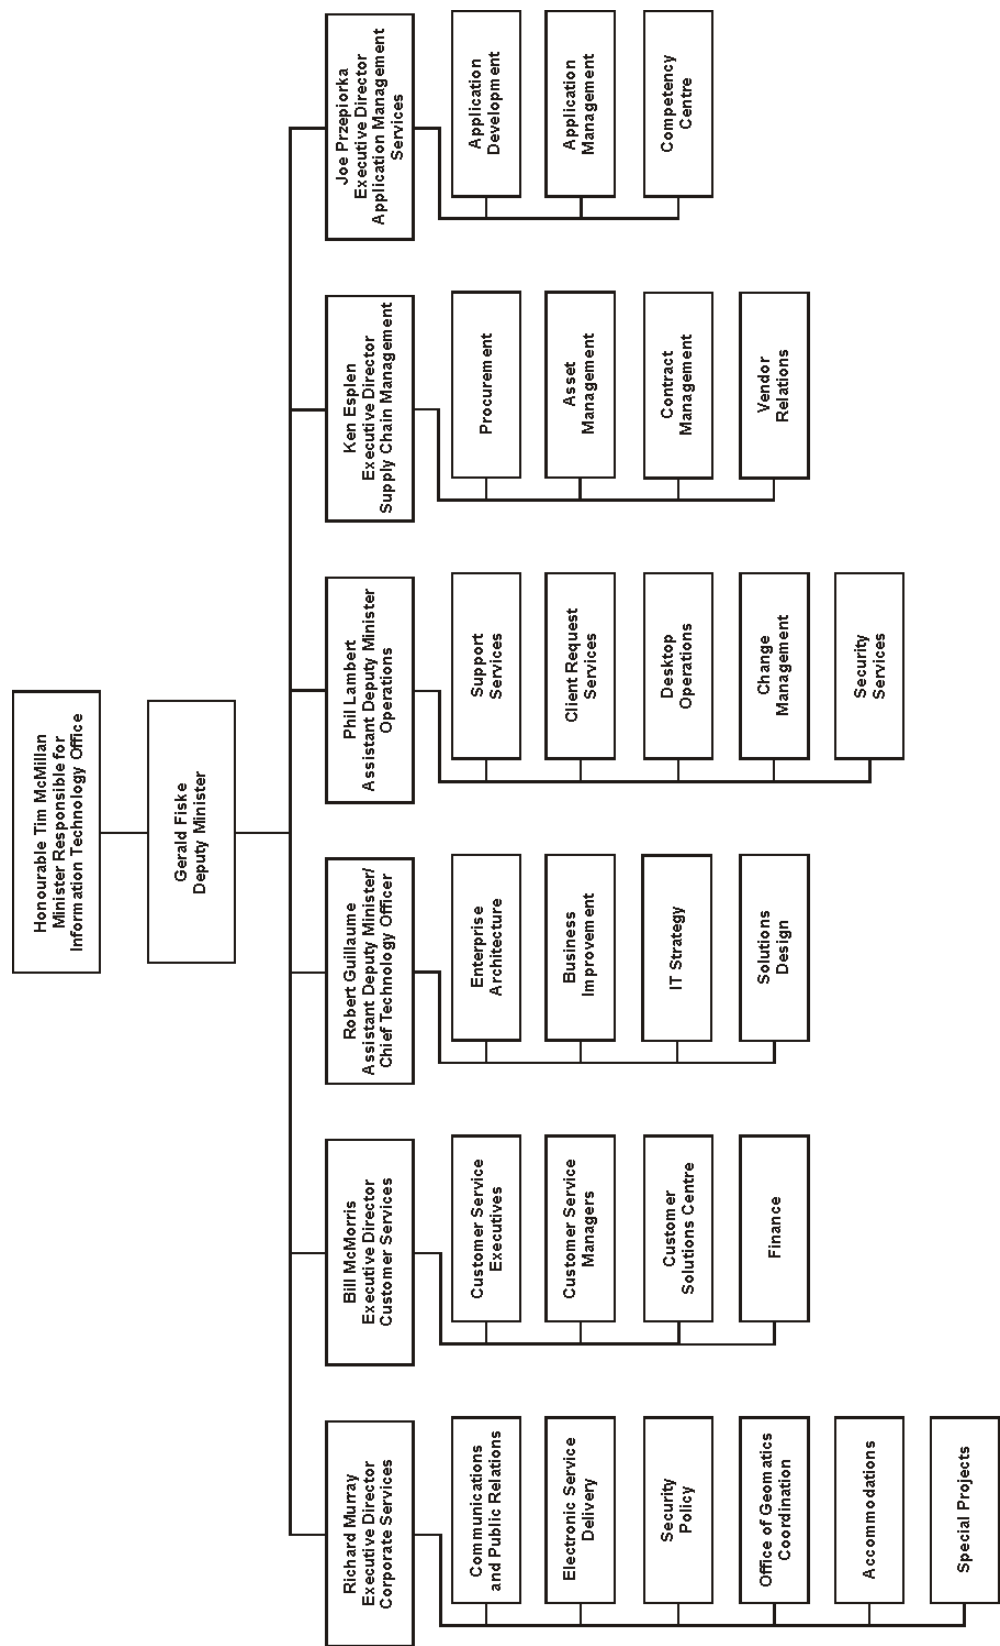 Honourable Tim McMillan
Minister Responsible for
Information Technology Office
Gerald Fiske
Deputy Minister
Richard Murray
Executive Director
Corporate Services
Communications
and Public Relations
Electronic Service
Delivery
Security
Policy
Office of Geomatics
Coordination
Accommodations
Special Projects
Bill McMorris
Executive Director
Customer Services
Customer Service
Executives
Customer Service
Managers
Customer
Solutions Centre
Finance
Robert Guillaume
Assistant Deputy Minister/
Chief Technology Officer
Enterprise
Architecture
Business
Improvement
IT Strategy
Solutions
Design
Phil Lambert
Assistant Deputy Minister
Operations
Support
Services
Client Request
Services
Desktop
Operations
Change
Management
Security
Services
Ken Esplen
Executive Director
Supply Chain Management
Procurement
Asset
Management
Contract
Management
Vendor
Relations
Joe Przepiorka
Executive Director
Application Management
Services
Application
Development
Application
Management
Competency
Centre